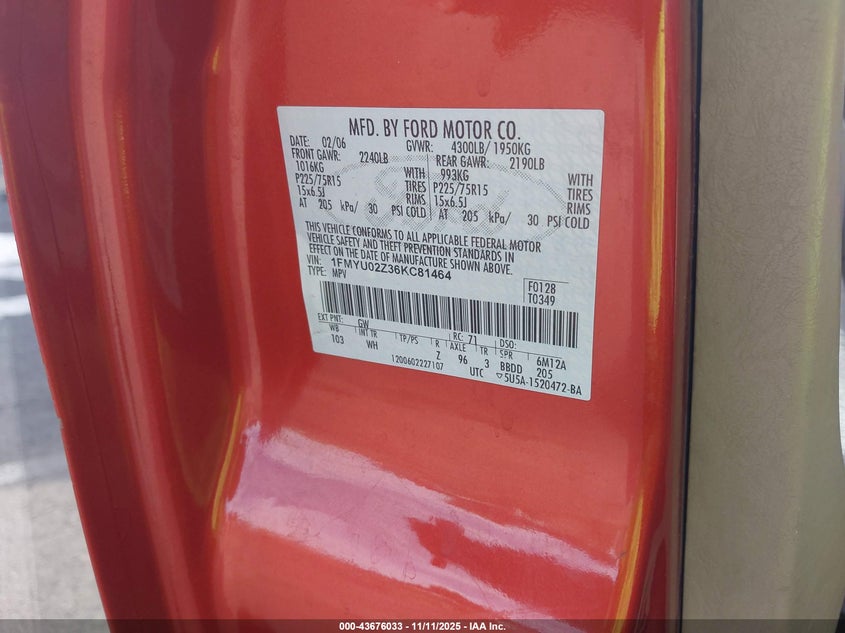 MFD. BY FORD MOTOR CO.
DATE: 02/06 GVWR: 4300LB/ 1950KG
FRONT GAWR: 2240LB REAR GAWR: 2190LB
1016KG WITH 993KG WITH
P225/75R15 TIRES P225/75R15 TIRES
15x6.5J RIMS 15x6.5J RIMS
AT 205 kPa/ 30 PSI COLD AT 205 kPa/ 30 PSI COLD
THIS VEHICLE CONFORMS TO ALL APPLICABLE FEDERAL MOTOR
VEHICLE SAFETY AND THEFT PREVENTION STANDARDS IN
EFFECT ON THE DATE OF MANUFACTURE SHOWN ABOVE.
VIN: 1FMYU02Z36KC81464
TYPE: MPV
F0128
T0349
EXT PNT: GW RC: 71 DSO:
WB INT TR TP/PS R AXLE TR SPR 6M12A
103 WH Z 96 3 BBDD 205
1200602227107 UTC ▽5U5A-1520472-BA
000-43676033 - 11/11/2025 - IAA Inc.